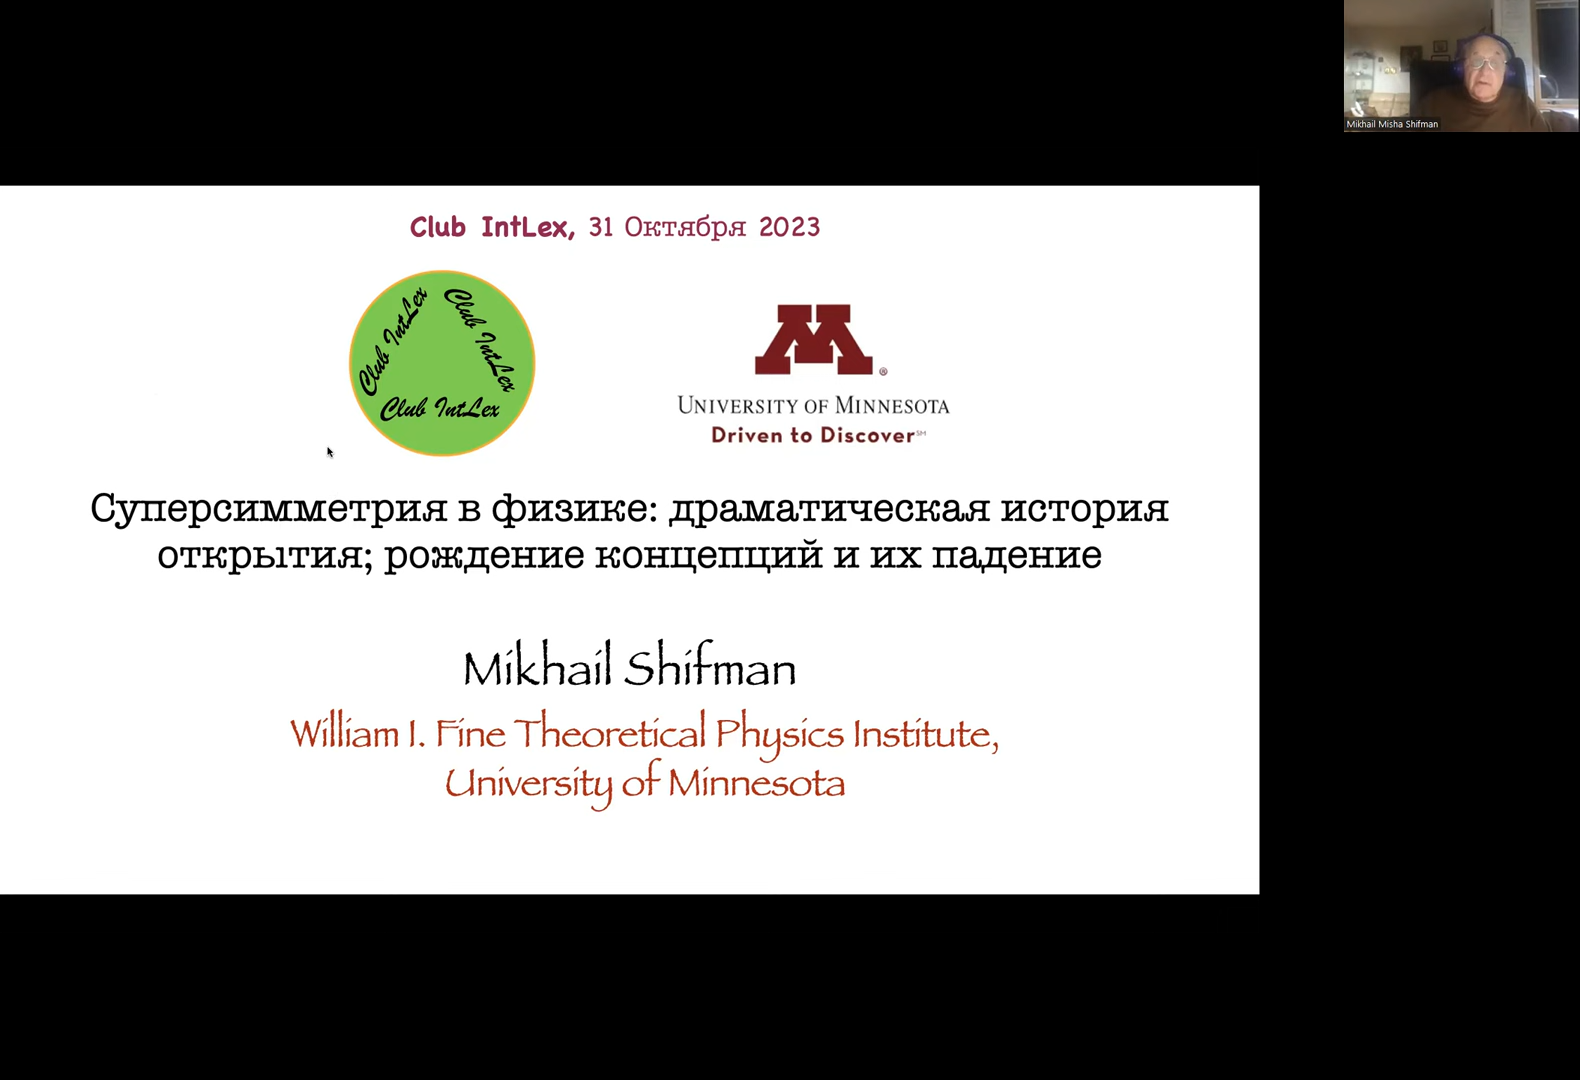 Mikhail Misha Shifman
Club IntLex, 31 Октября 2023
Club IntLex
Club IntLex
Club IntLex
M®
UNIVERSITY OF MINNESOTA
Driven to Discover℠
Суперсимметрия в физике: драматическая история
открытия; рождение концепций и их падение
Mikhail Shifman
William I. Fine Theoretical Physics Institute,
University of Minnesota